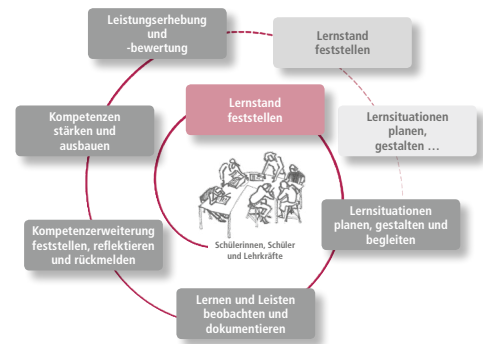 Leistungserhebung
und
-bewertung
Lernstand
feststellen
Lernstand
feststellen
Kompetenzen
stärken und
ausbauen
Lernsituationen
planen,
gestalten …
Kompetenzerweiterung
feststellen, reflektieren
und rückmelden
Schülerinnen, Schüler
und Lehrkräfte
Lernsituationen
planen, gestalten und
begleiten
Lernen und Leisten
beobachten und
dokumentieren